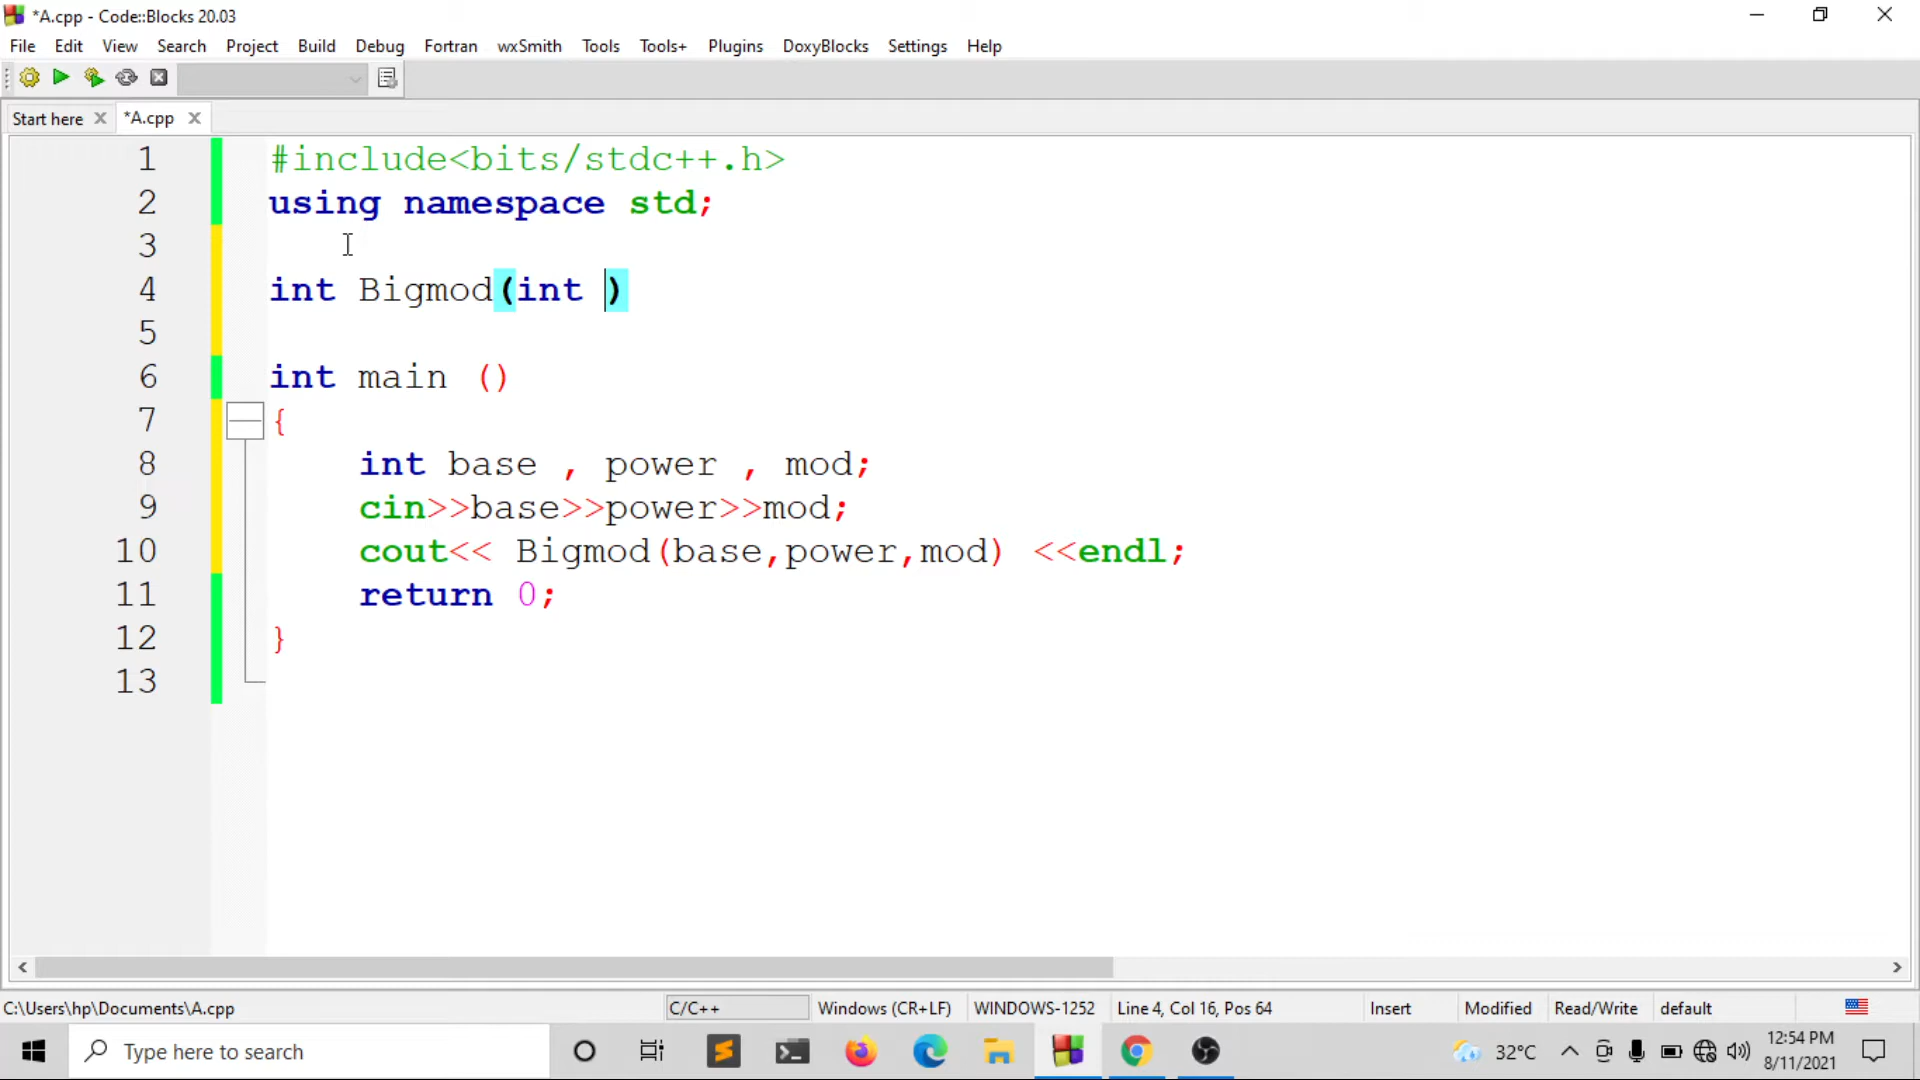 *A.cpp - Code::Blocks 20.03
File Edit View Search Project Build Debug Fortran wxSmith Tools Tools+ Plugins DoxyBlocks Settings Help
Start here *A.cpp
1 #include<bits/stdc++.h>
2 using namespace std;
3
4 int Bigmod(int )
5
6 int main ()
7 {
8 int base , power , mod;
9 cin>>base>>power>>mod;
10 cout<< Bigmod(base,power,mod) <<endl;
11 return 0;
12 }
13
C:\Users\hp\Documents\A.cpp C/C++ Windows (CR+LF) WINDOWS-1252 Line 4, Col 16, Pos 64 Insert Modified Read/Write default
Type here to search 32°C 12:54 PM
8/11/2021